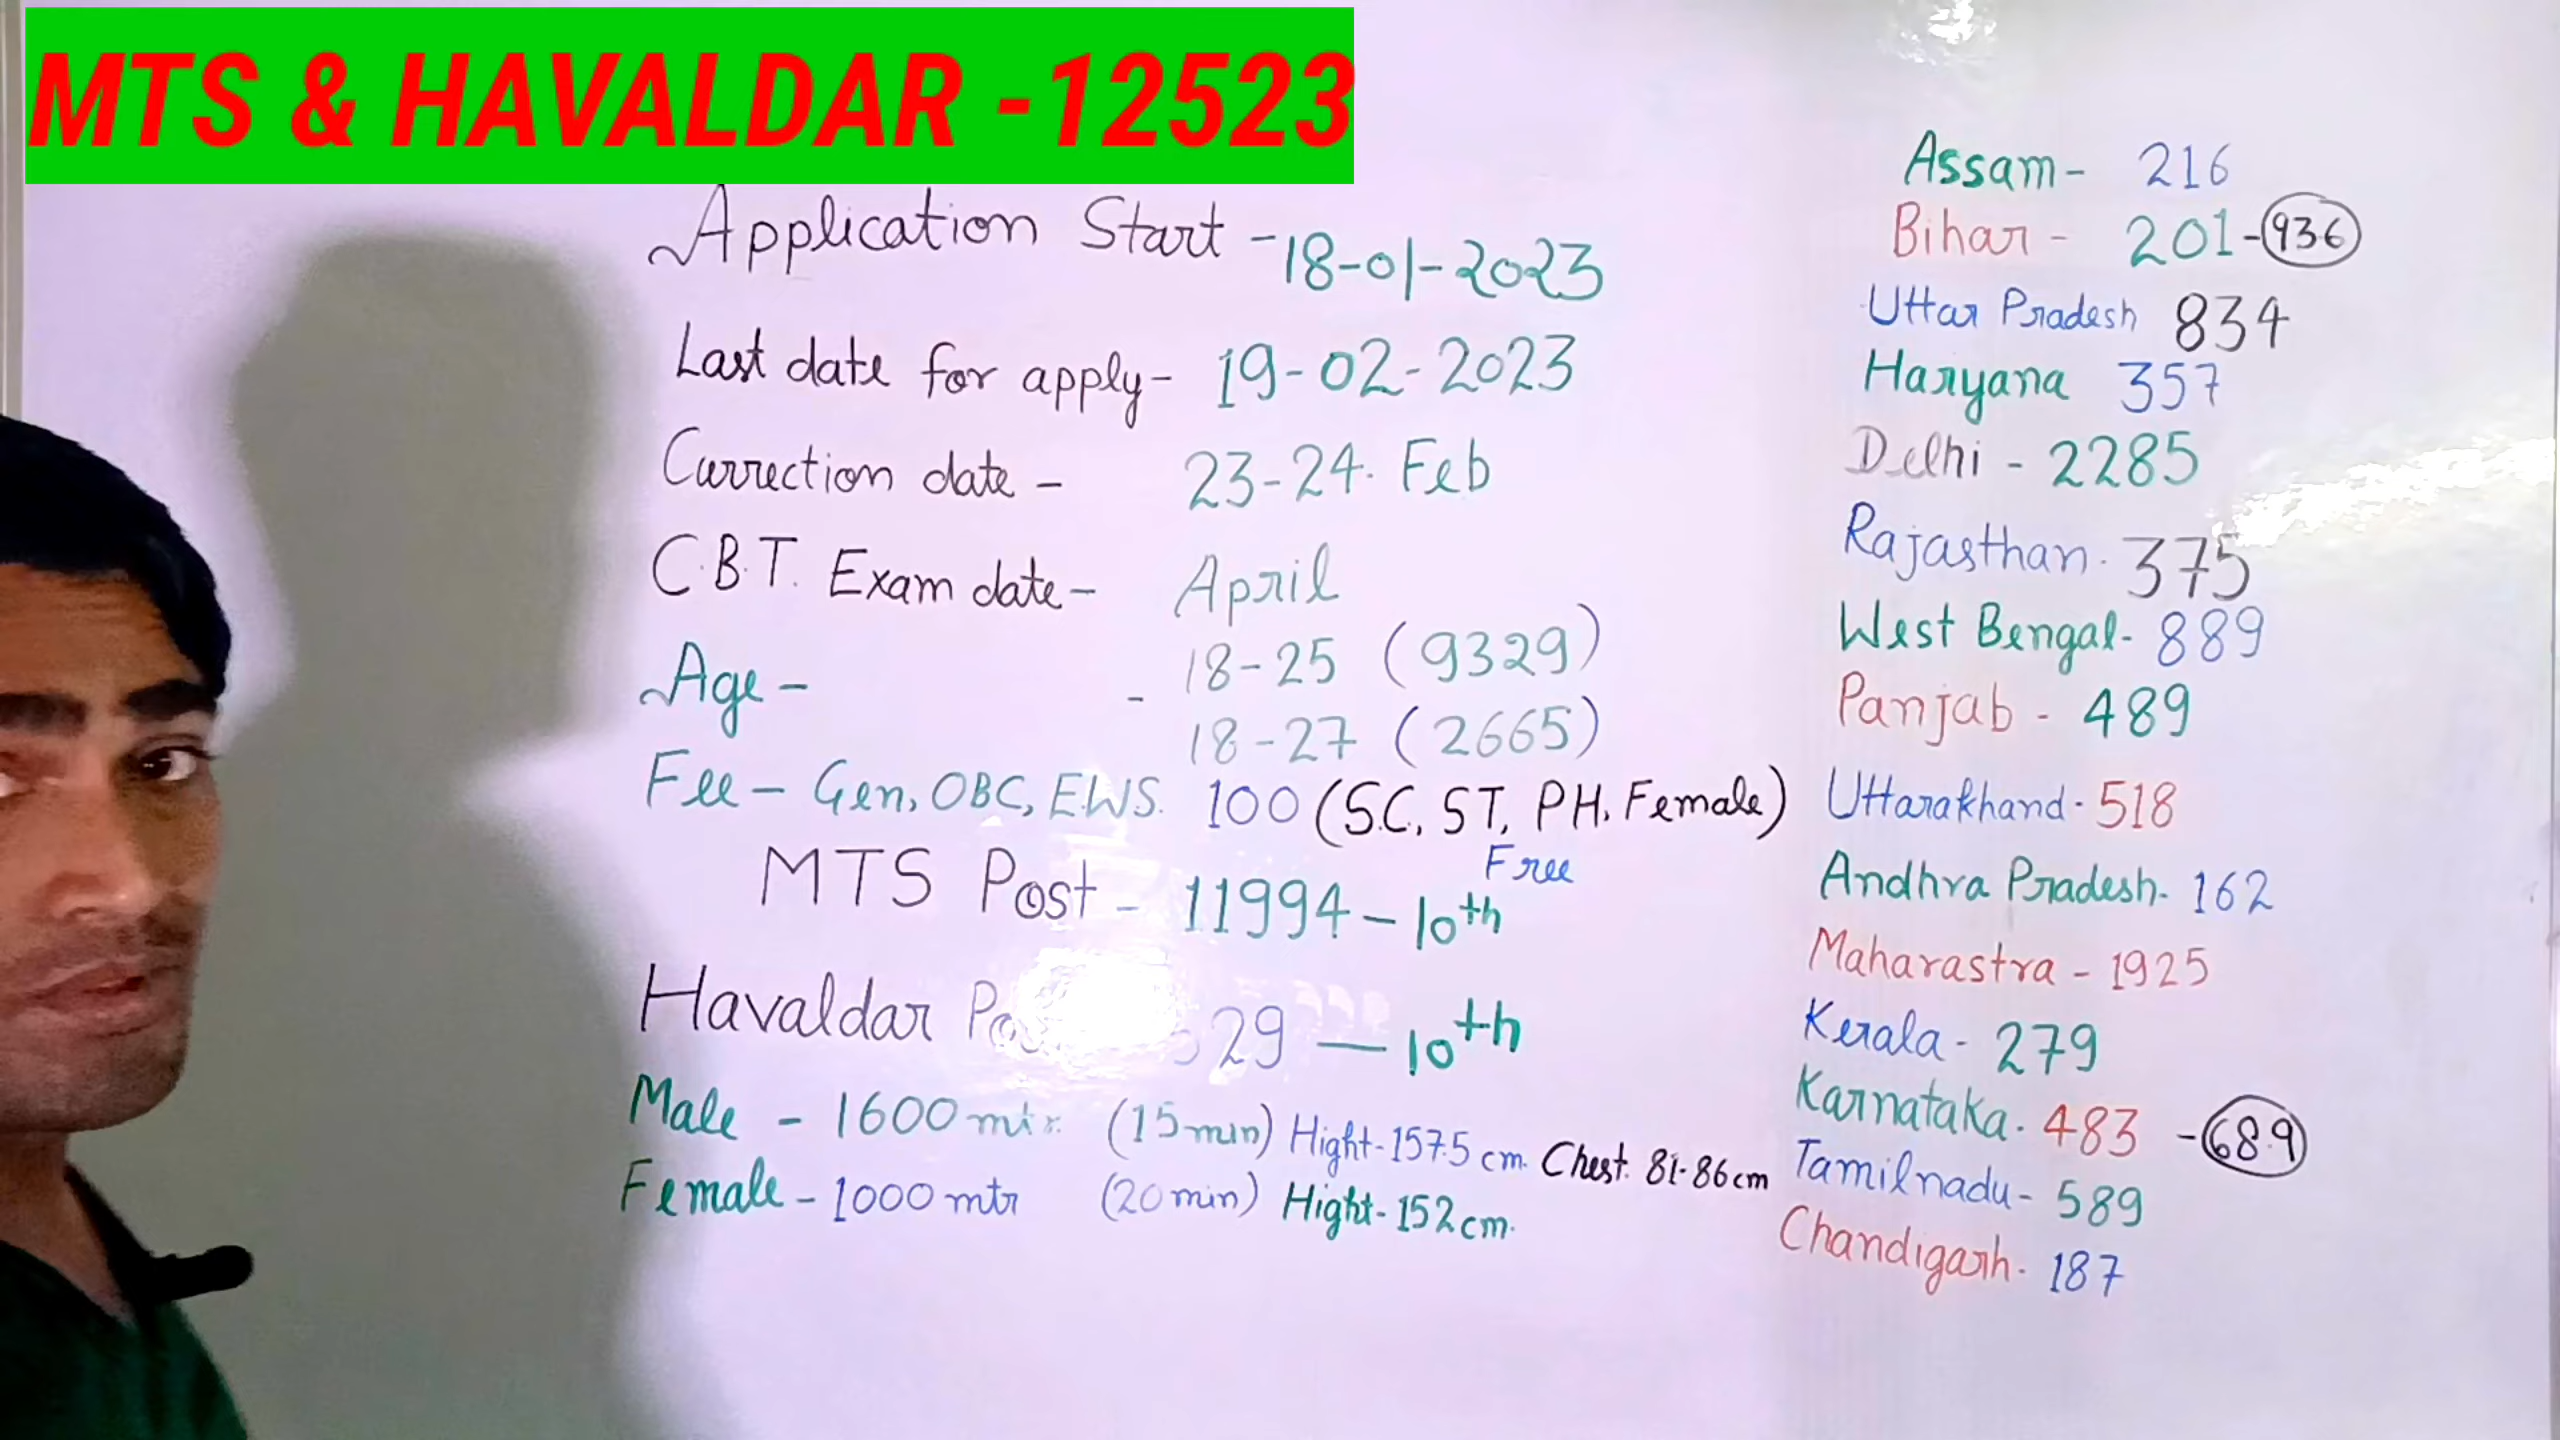 MTS & HAVALDAR -12523
Application Start - 18-01-2023
Last date for apply- 19-02-2023
Currection date - 23-24. Feb
C.B.T. Exam date- April
Age - - 18-25 (9329)
18-27 (2665)
Fee - Gen, OBC, EWS. 100 (S.C, ST, PH, Female)
Free
MTS Post - 11994 - 10th
Havaldar 29 - 10th
Male - 1600 mtr. (15 min) Hight-157.5 cm. Chest. 81-86 cm
Female - 1000 mtr (20 min) Hight-152 cm.
Assam- 216
Bihar - 201-(936)
Uttar Pradesh 834
Haryana 357
Delhi - 2285
Rajasthan. 375
West Bengal- 889
Panjab - 489
Uttarakhand. 518
Andhra Pradesh. 162
Maharastra - 1925
Kerala- 279
Karnataka. 483 -(68.9)
Tamilnadu- 589
Chandigarh. 187